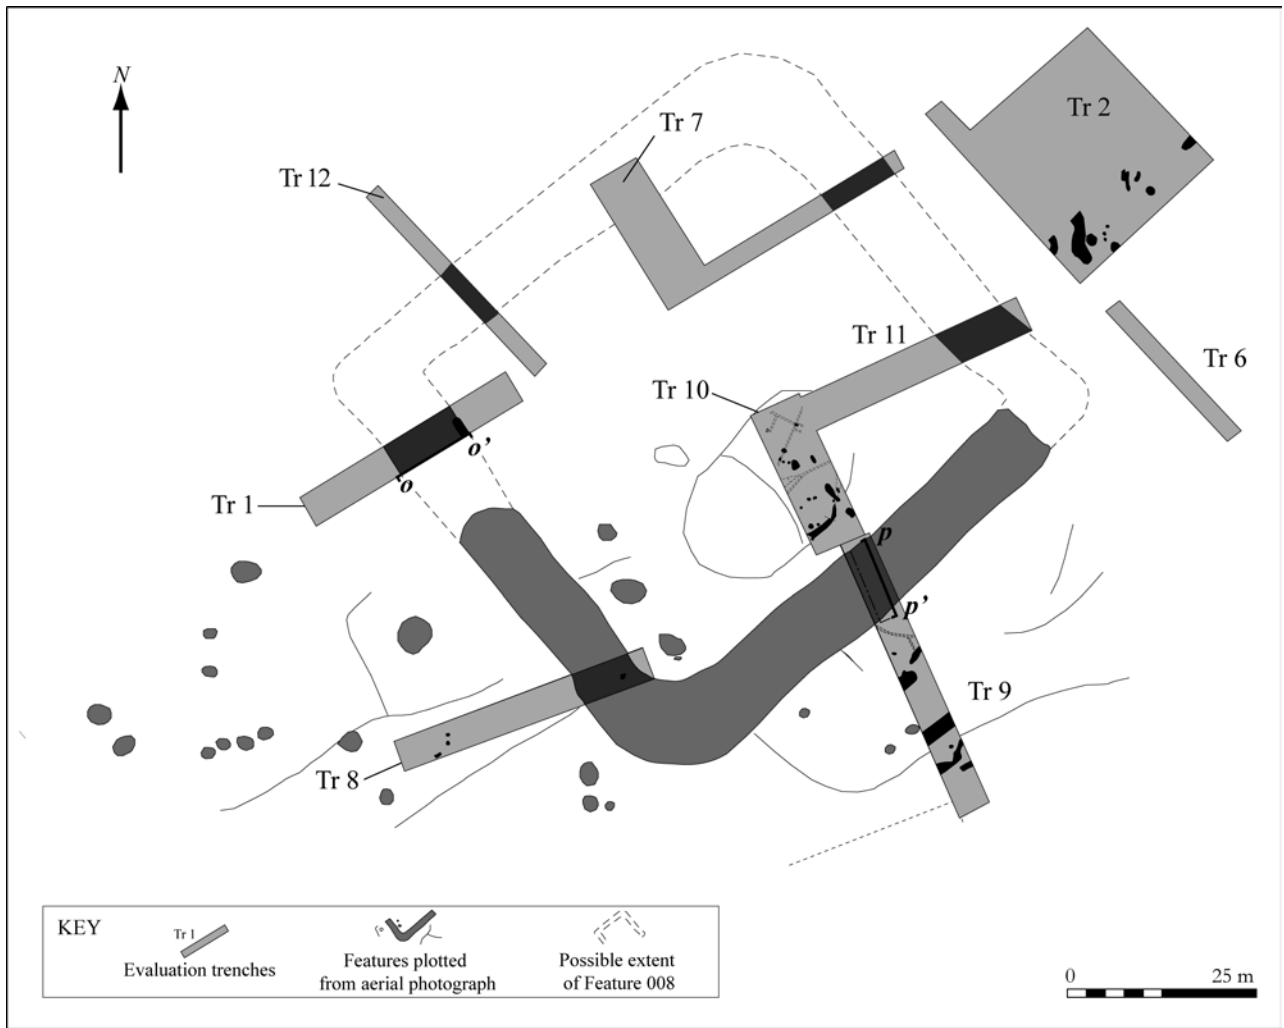 N
Tr 7
Tr 2
Tr 12
Tr 11
Tr 6
Tr 10
o'
o
Tr 1
p
p'
Tr 9
Tr 8
KEY
Tr 1
Evaluation trenches
Features plotted
from aerial photograph
Possible extent
of Feature 008
0
25 m